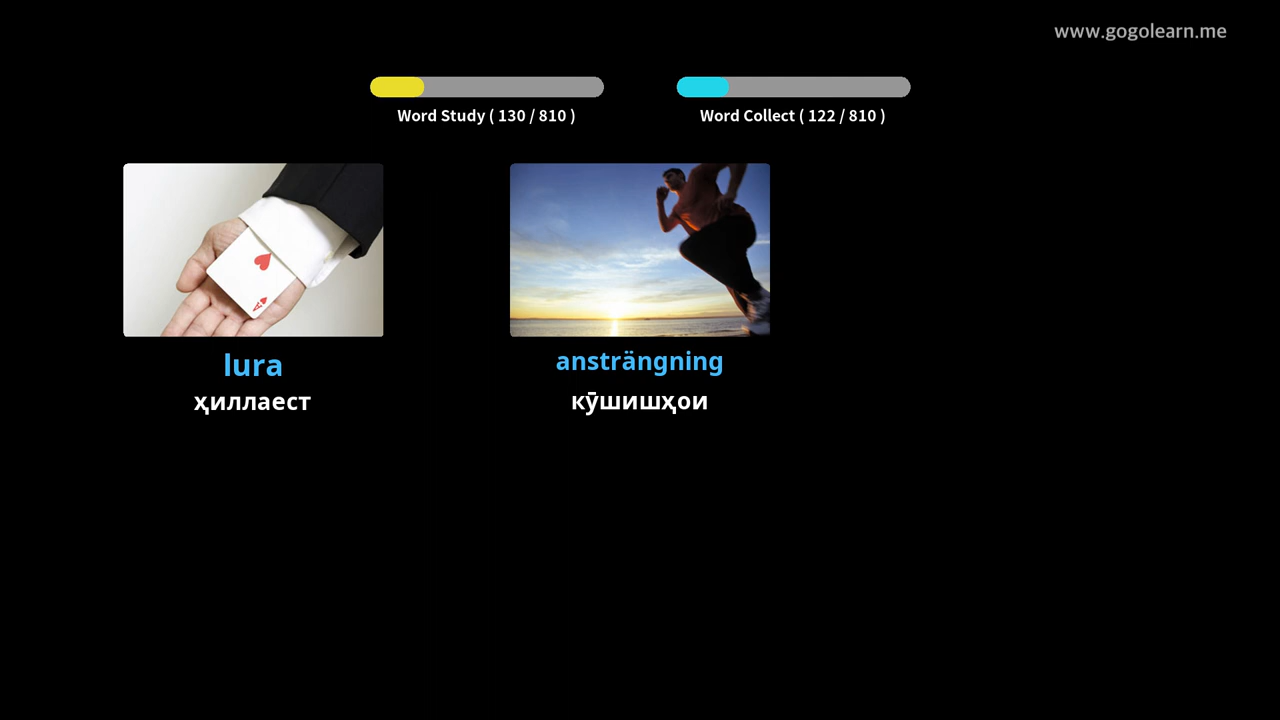 www.gogolearn.me
Word Study ( 130 / 810 )
Word Collect ( 122 / 810 )
A
lura
ansträngning
ҳиллаест
кӯшишҳои